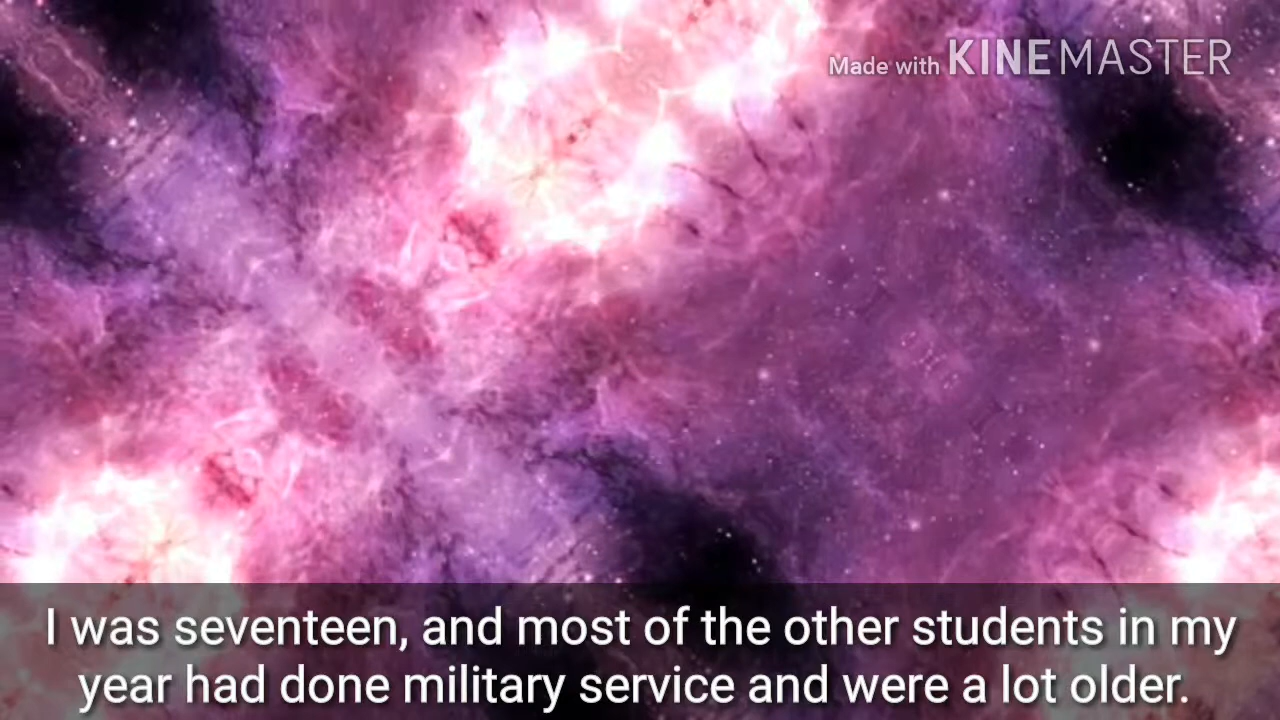 Made with KINEMASTER
I was seventeen, and most of the other students in my
year had done military service and were a lot older.